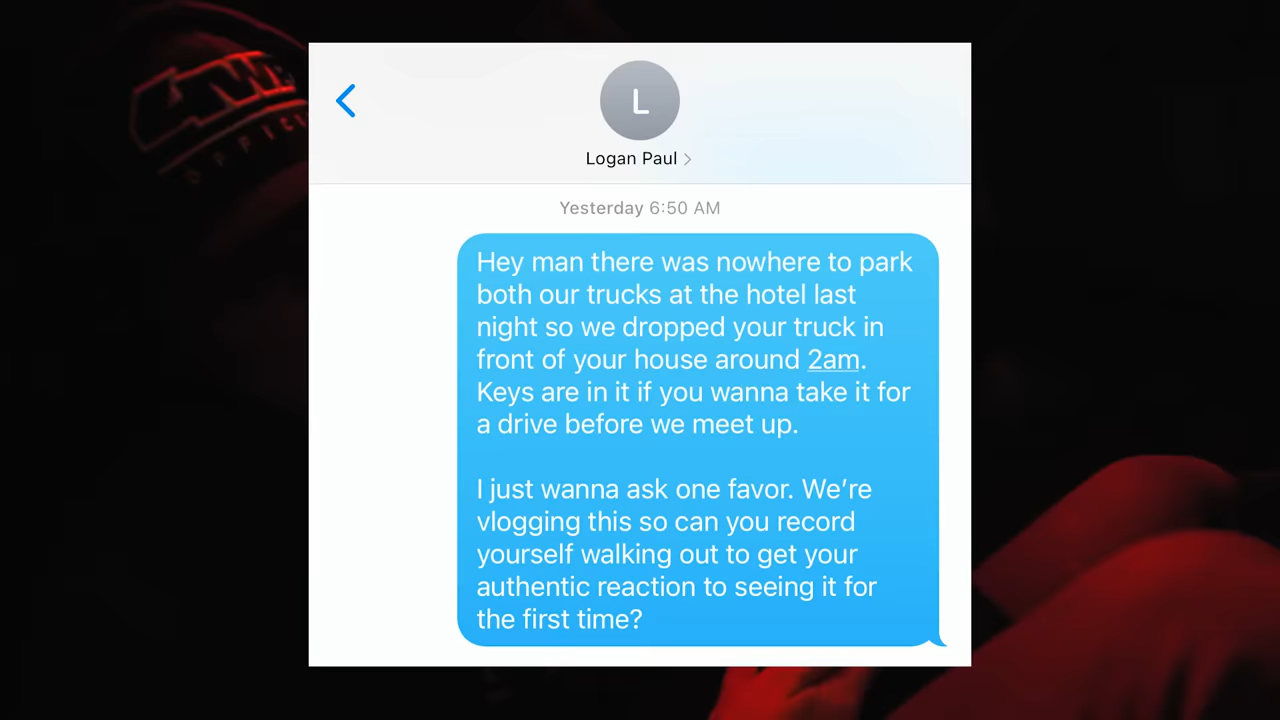 L
Logan Paul
Yesterday 6:50 AM
Hey man there was nowhere to park
both our trucks at the hotel last
night so we dropped your truck in
front of your house around 2am.
Keys are in it if you wanna take it for
a drive before we meet up.
I just wanna ask one favor. We’re
vlogging this so can you record
yourself walking out to get your
authentic reaction to seeing it for
the first time?